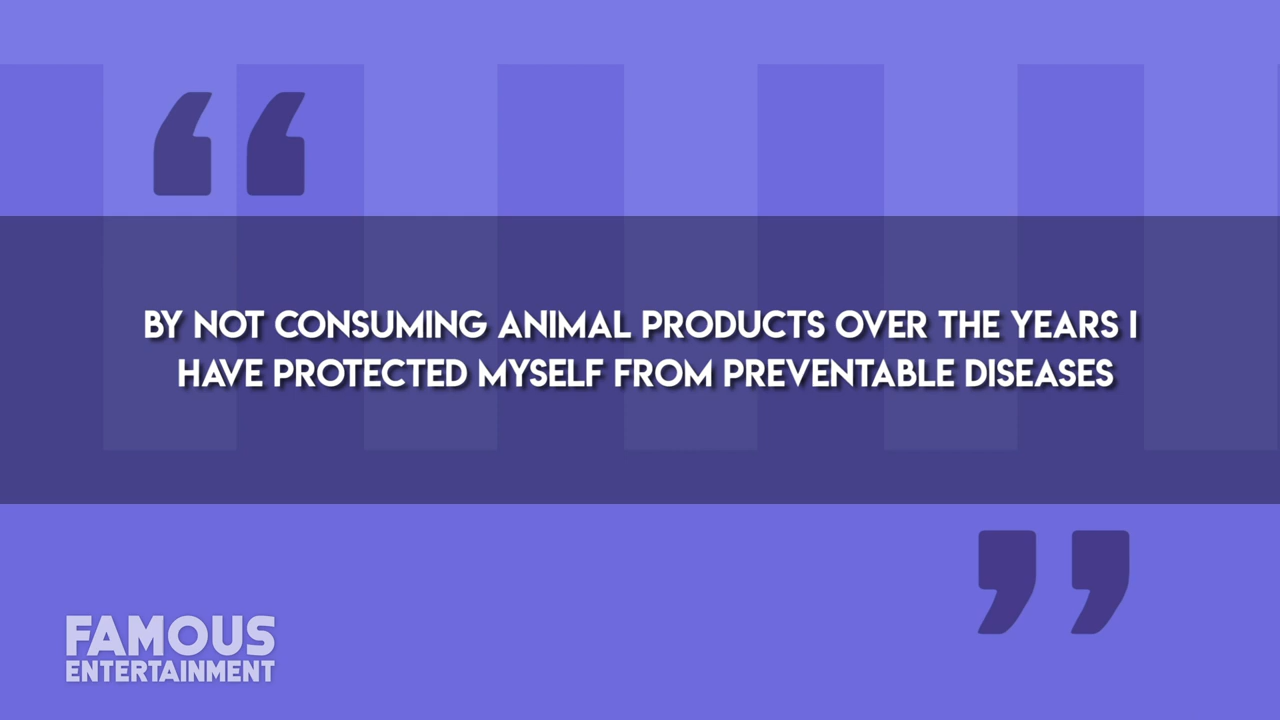 BY NOT CONSUMING ANIMAL PRODUCTS OVER THE YEARS I
HAVE PROTECTED MYSELF FROM PREVENTABLE DISEASES
FAMOUS
ENTERTAINMENT